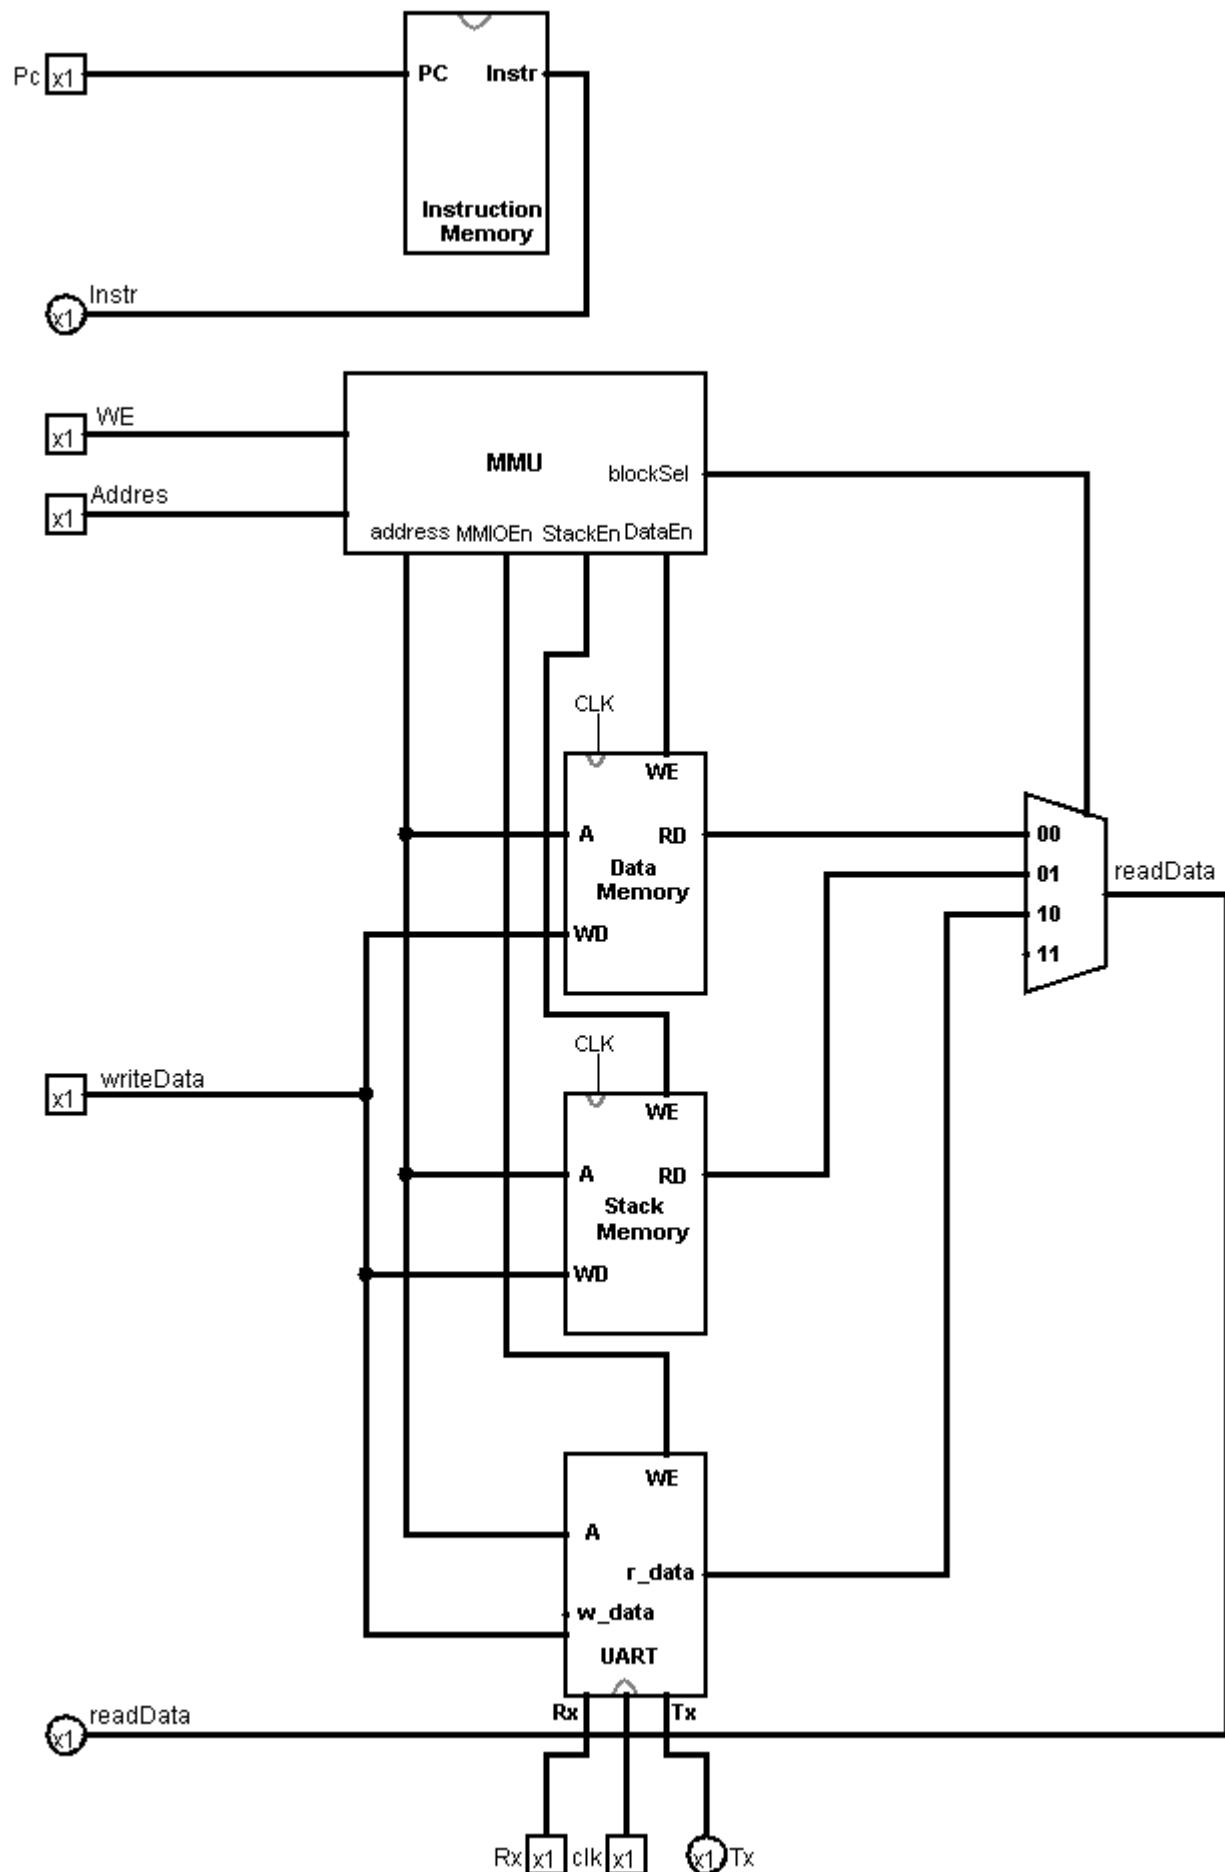 Pc x1 PC Instr
Instruction
Memory
Instr
x1
WE
x1
MMU
blockSel
Addres
x1
address MMIOEn StackEn DataEn
CLK
WE
A RD
Data
Memory
WD
00
01
10
11
readData
CLK
writeData
x1
WE
A RD
Stack
Memory
WD
WE
A
r_data
w_data
UART
Rx Tx
readData
x1
Rx x1 clk x1 x1 Tx